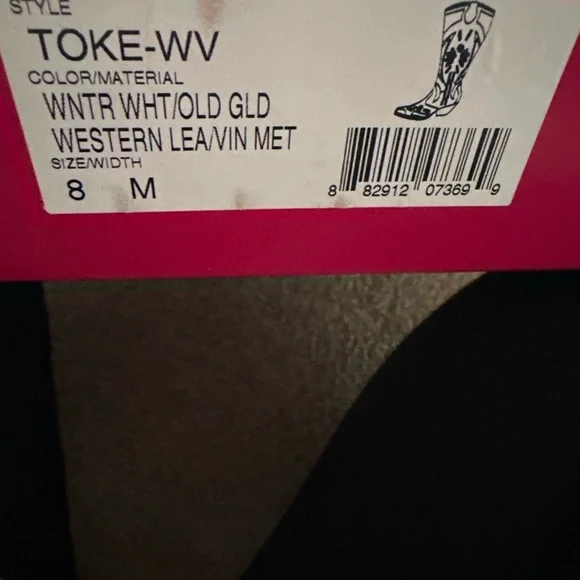 STYLE
TOKE-WV
COLOR/MATERIAL
WNTR WHT/OLD GLD
WESTERN LEA/VIN MET
SIZE/WIDTH
8 M
8 82912 07369 9